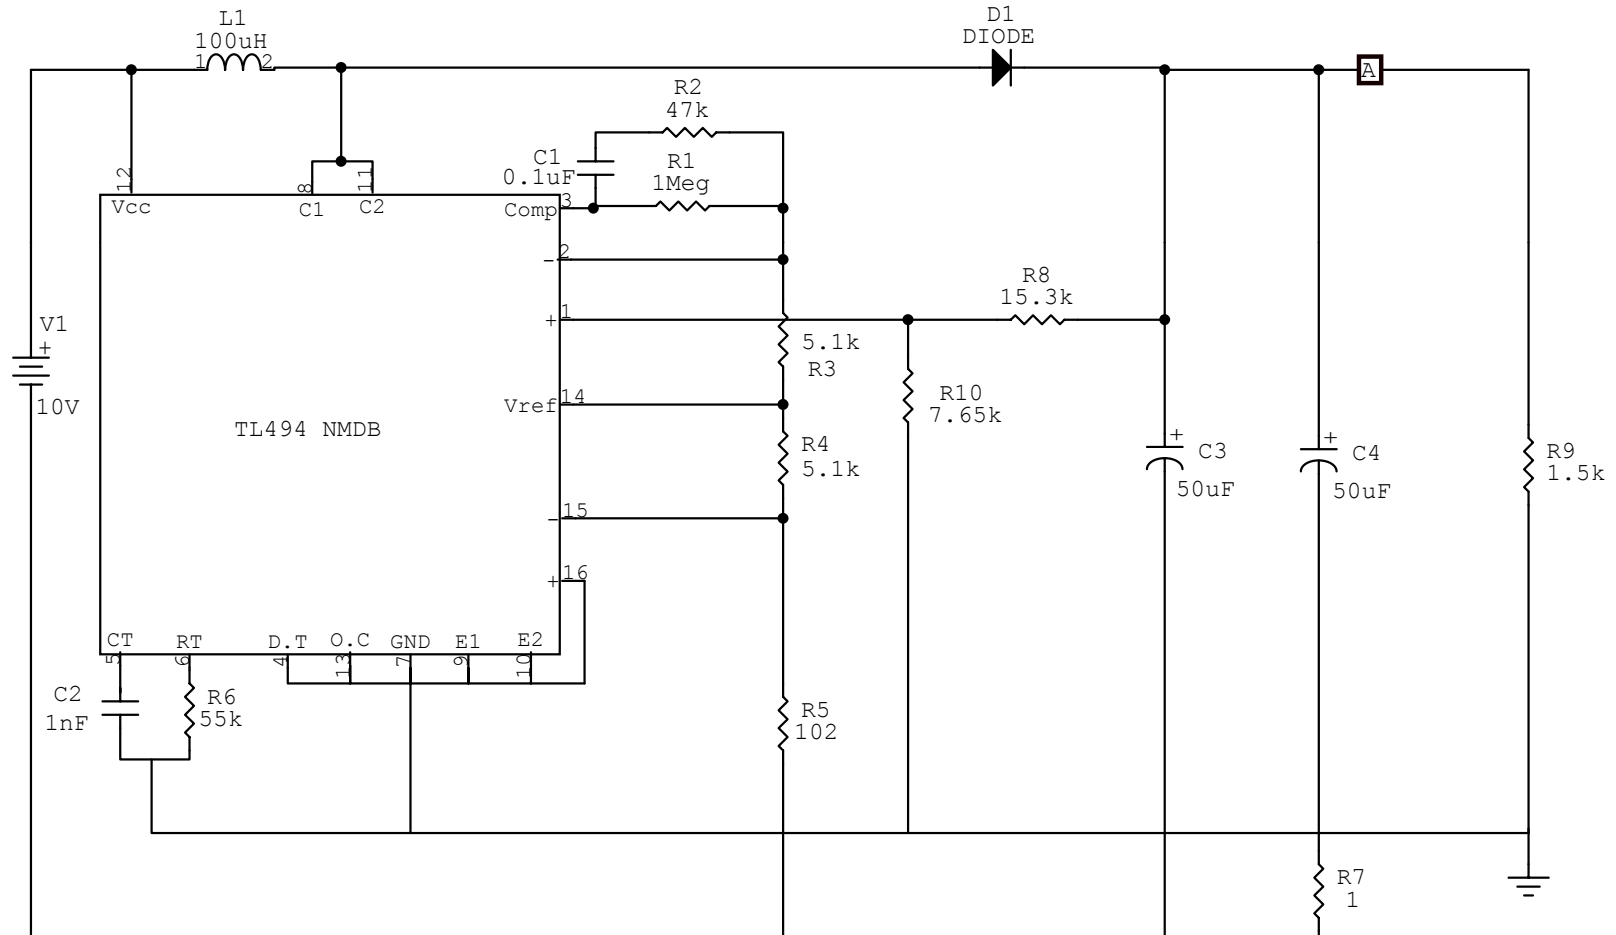 L1
100uH
1 2
D1
DIODE
A
R2
47k
C1
0.1uF
R1
1Meg
12
8
11
3
Vcc
C1
C2
Comp
2
-
1
+
R8
15.3k
V1
+
10V
5.1k
R3
14
Vref
R10
7.65k
TL494 NMDB
R4
5.1k
+
C3
50uF
+
C4
50uF
R9
1.5k
15
-
16
+
CT
RT
D.T
O.C
GND
E1
E2
5
6
4
13
7
9
10
C2
1nF
R6
55k
R5
102
R7
1